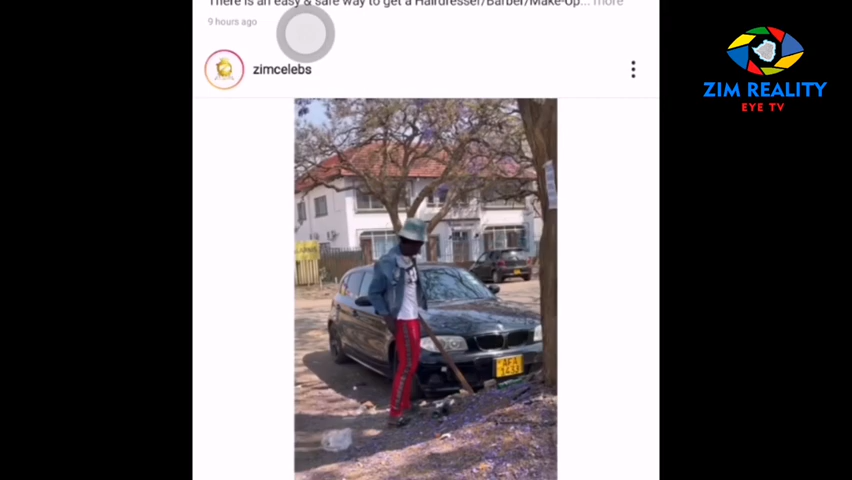 There is an easy & safe way to get a Hairdresser/Barber/Make-Up... more
9 hours ago
zimcelebs
ZIM REALITY
EYE TV
AFA